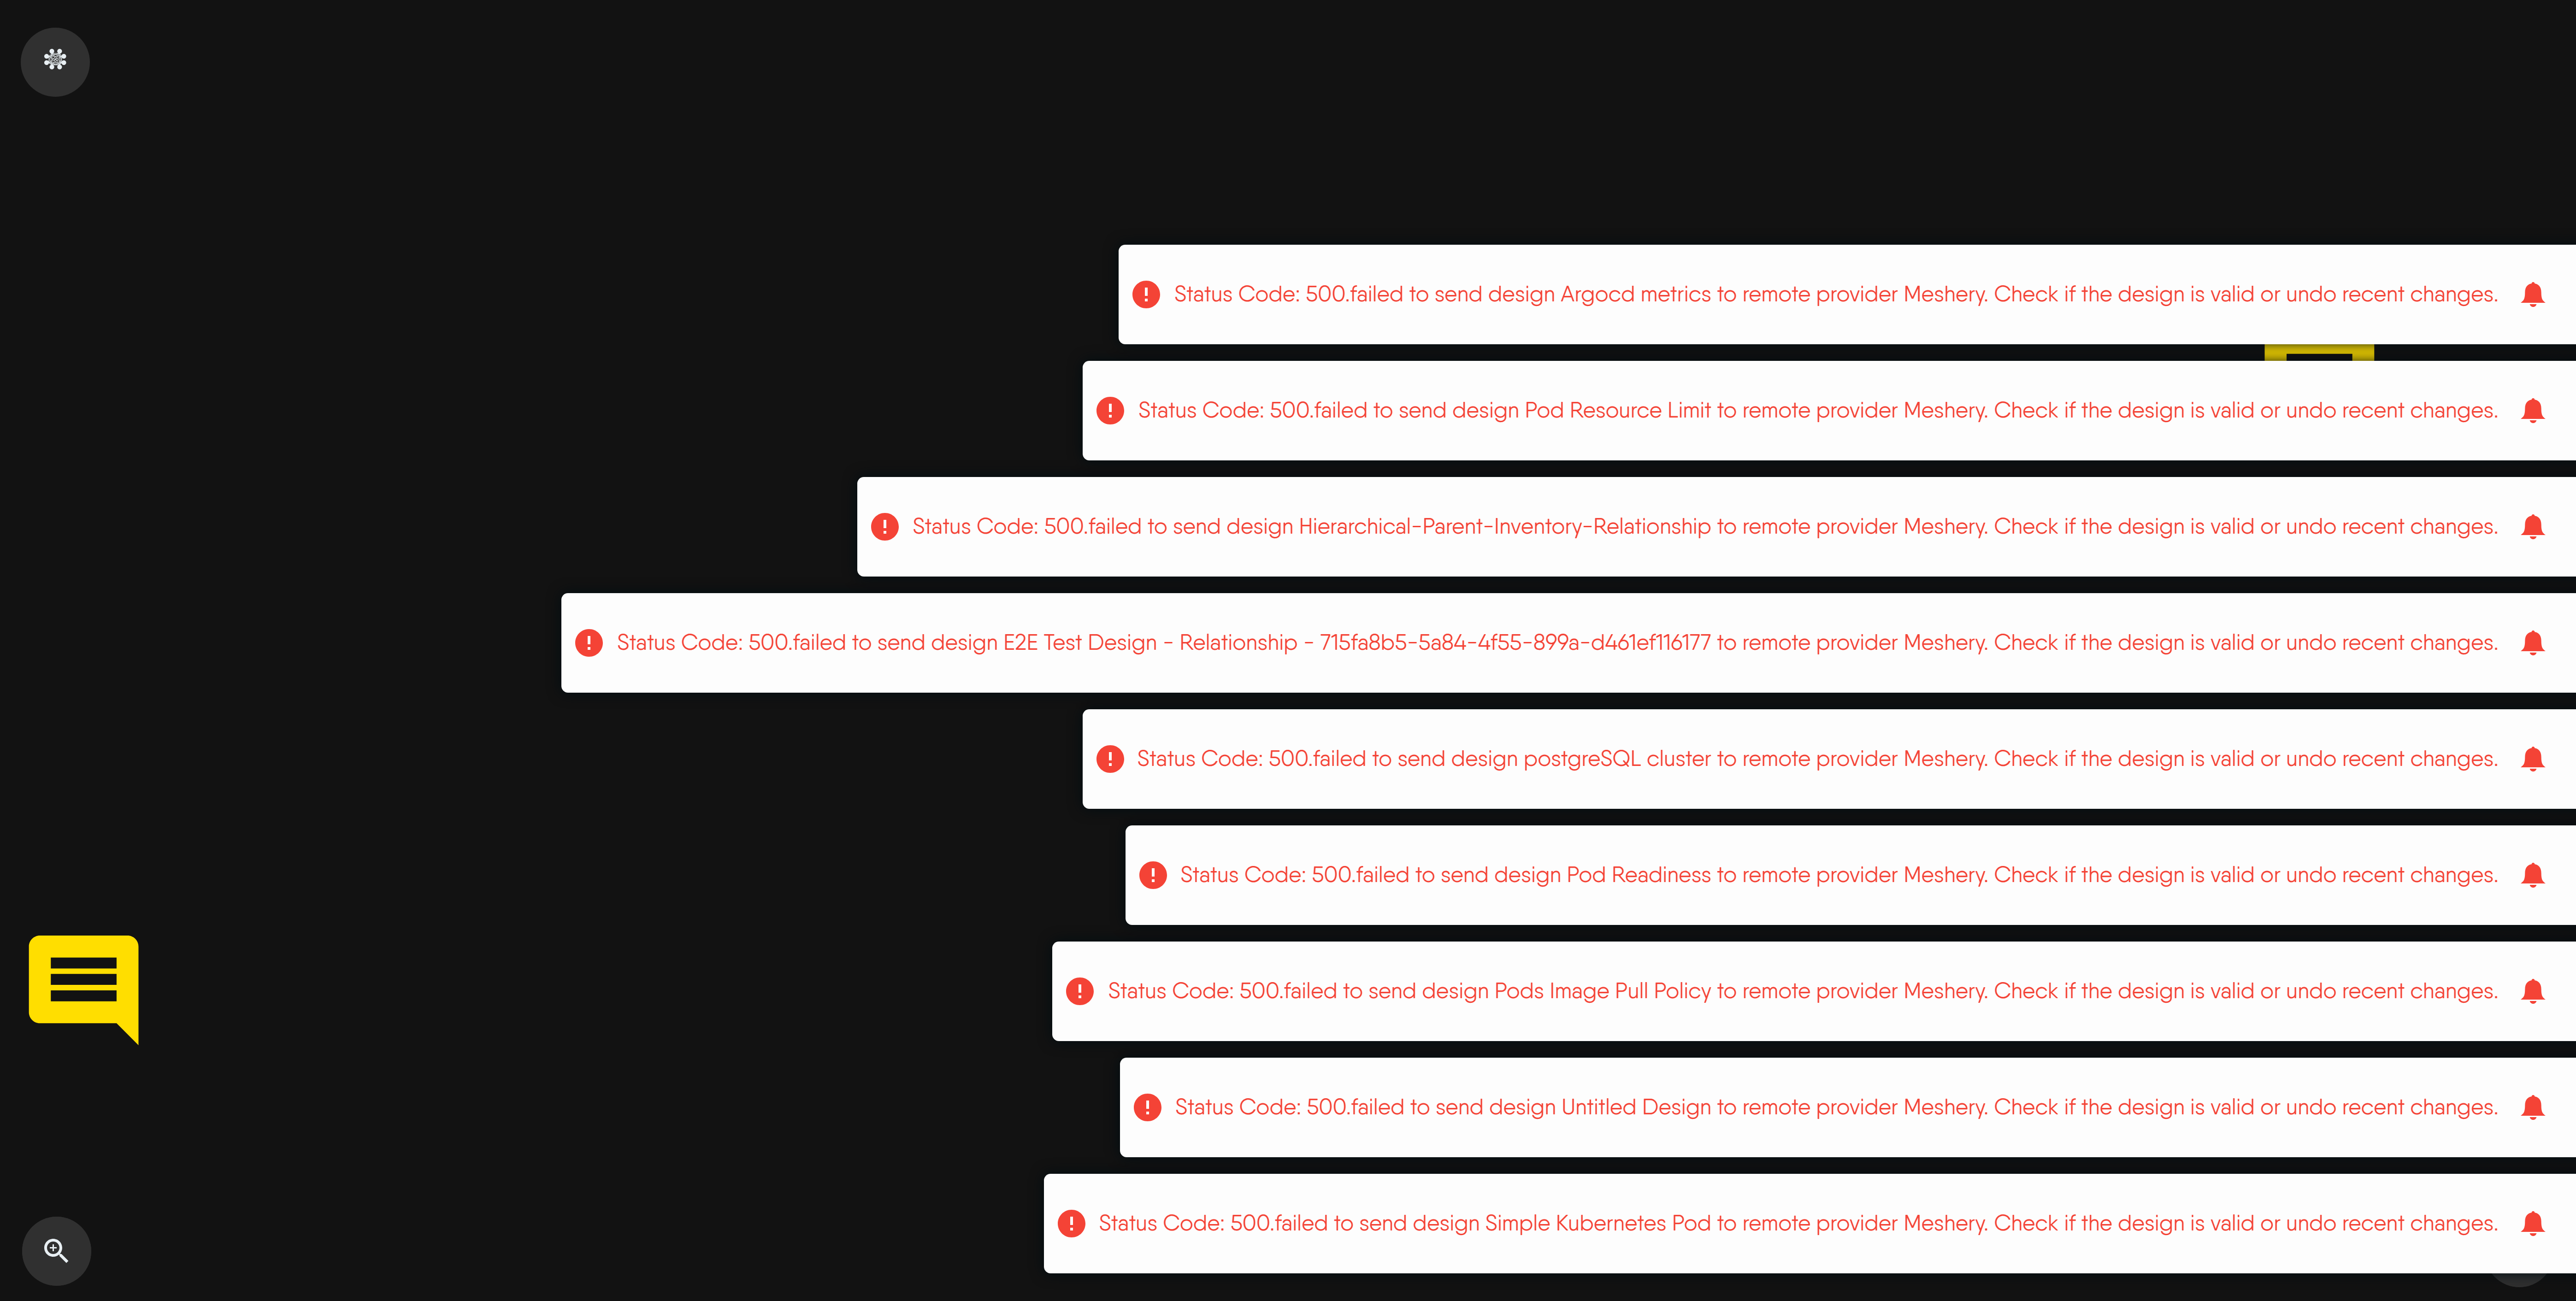 Status Code: 500.failed to send design Argocd metrics to remote provider Meshery. Check if the design is valid or undo recent changes.
Status Code: 500.failed to send design Pod Resource Limit to remote provider Meshery. Check if the design is valid or undo recent changes.
Status Code: 500.failed to send design Hierarchical-Parent-Inventory-Relationship to remote provider Meshery. Check if the design is valid or undo recent changes.
Status Code: 500.failed to send design E2E Test Design - Relationship - 715fa8b5-5a84-4f55-899a-d461ef116177 to remote provider Meshery. Check if the design is valid or undo recent changes.
Status Code: 500.failed to send design postgreSQL cluster to remote provider Meshery. Check if the design is valid or undo recent changes.
Status Code: 500.failed to send design Pod Readiness to remote provider Meshery. Check if the design is valid or undo recent changes.
Status Code: 500.failed to send design Pods Image Pull Policy to remote provider Meshery. Check if the design is valid or undo recent changes.
Status Code: 500.failed to send design Untitled Design to remote provider Meshery. Check if the design is valid or undo recent changes.
Status Code: 500.failed to send design Simple Kubernetes Pod to remote provider Meshery. Check if the design is valid or undo recent changes.